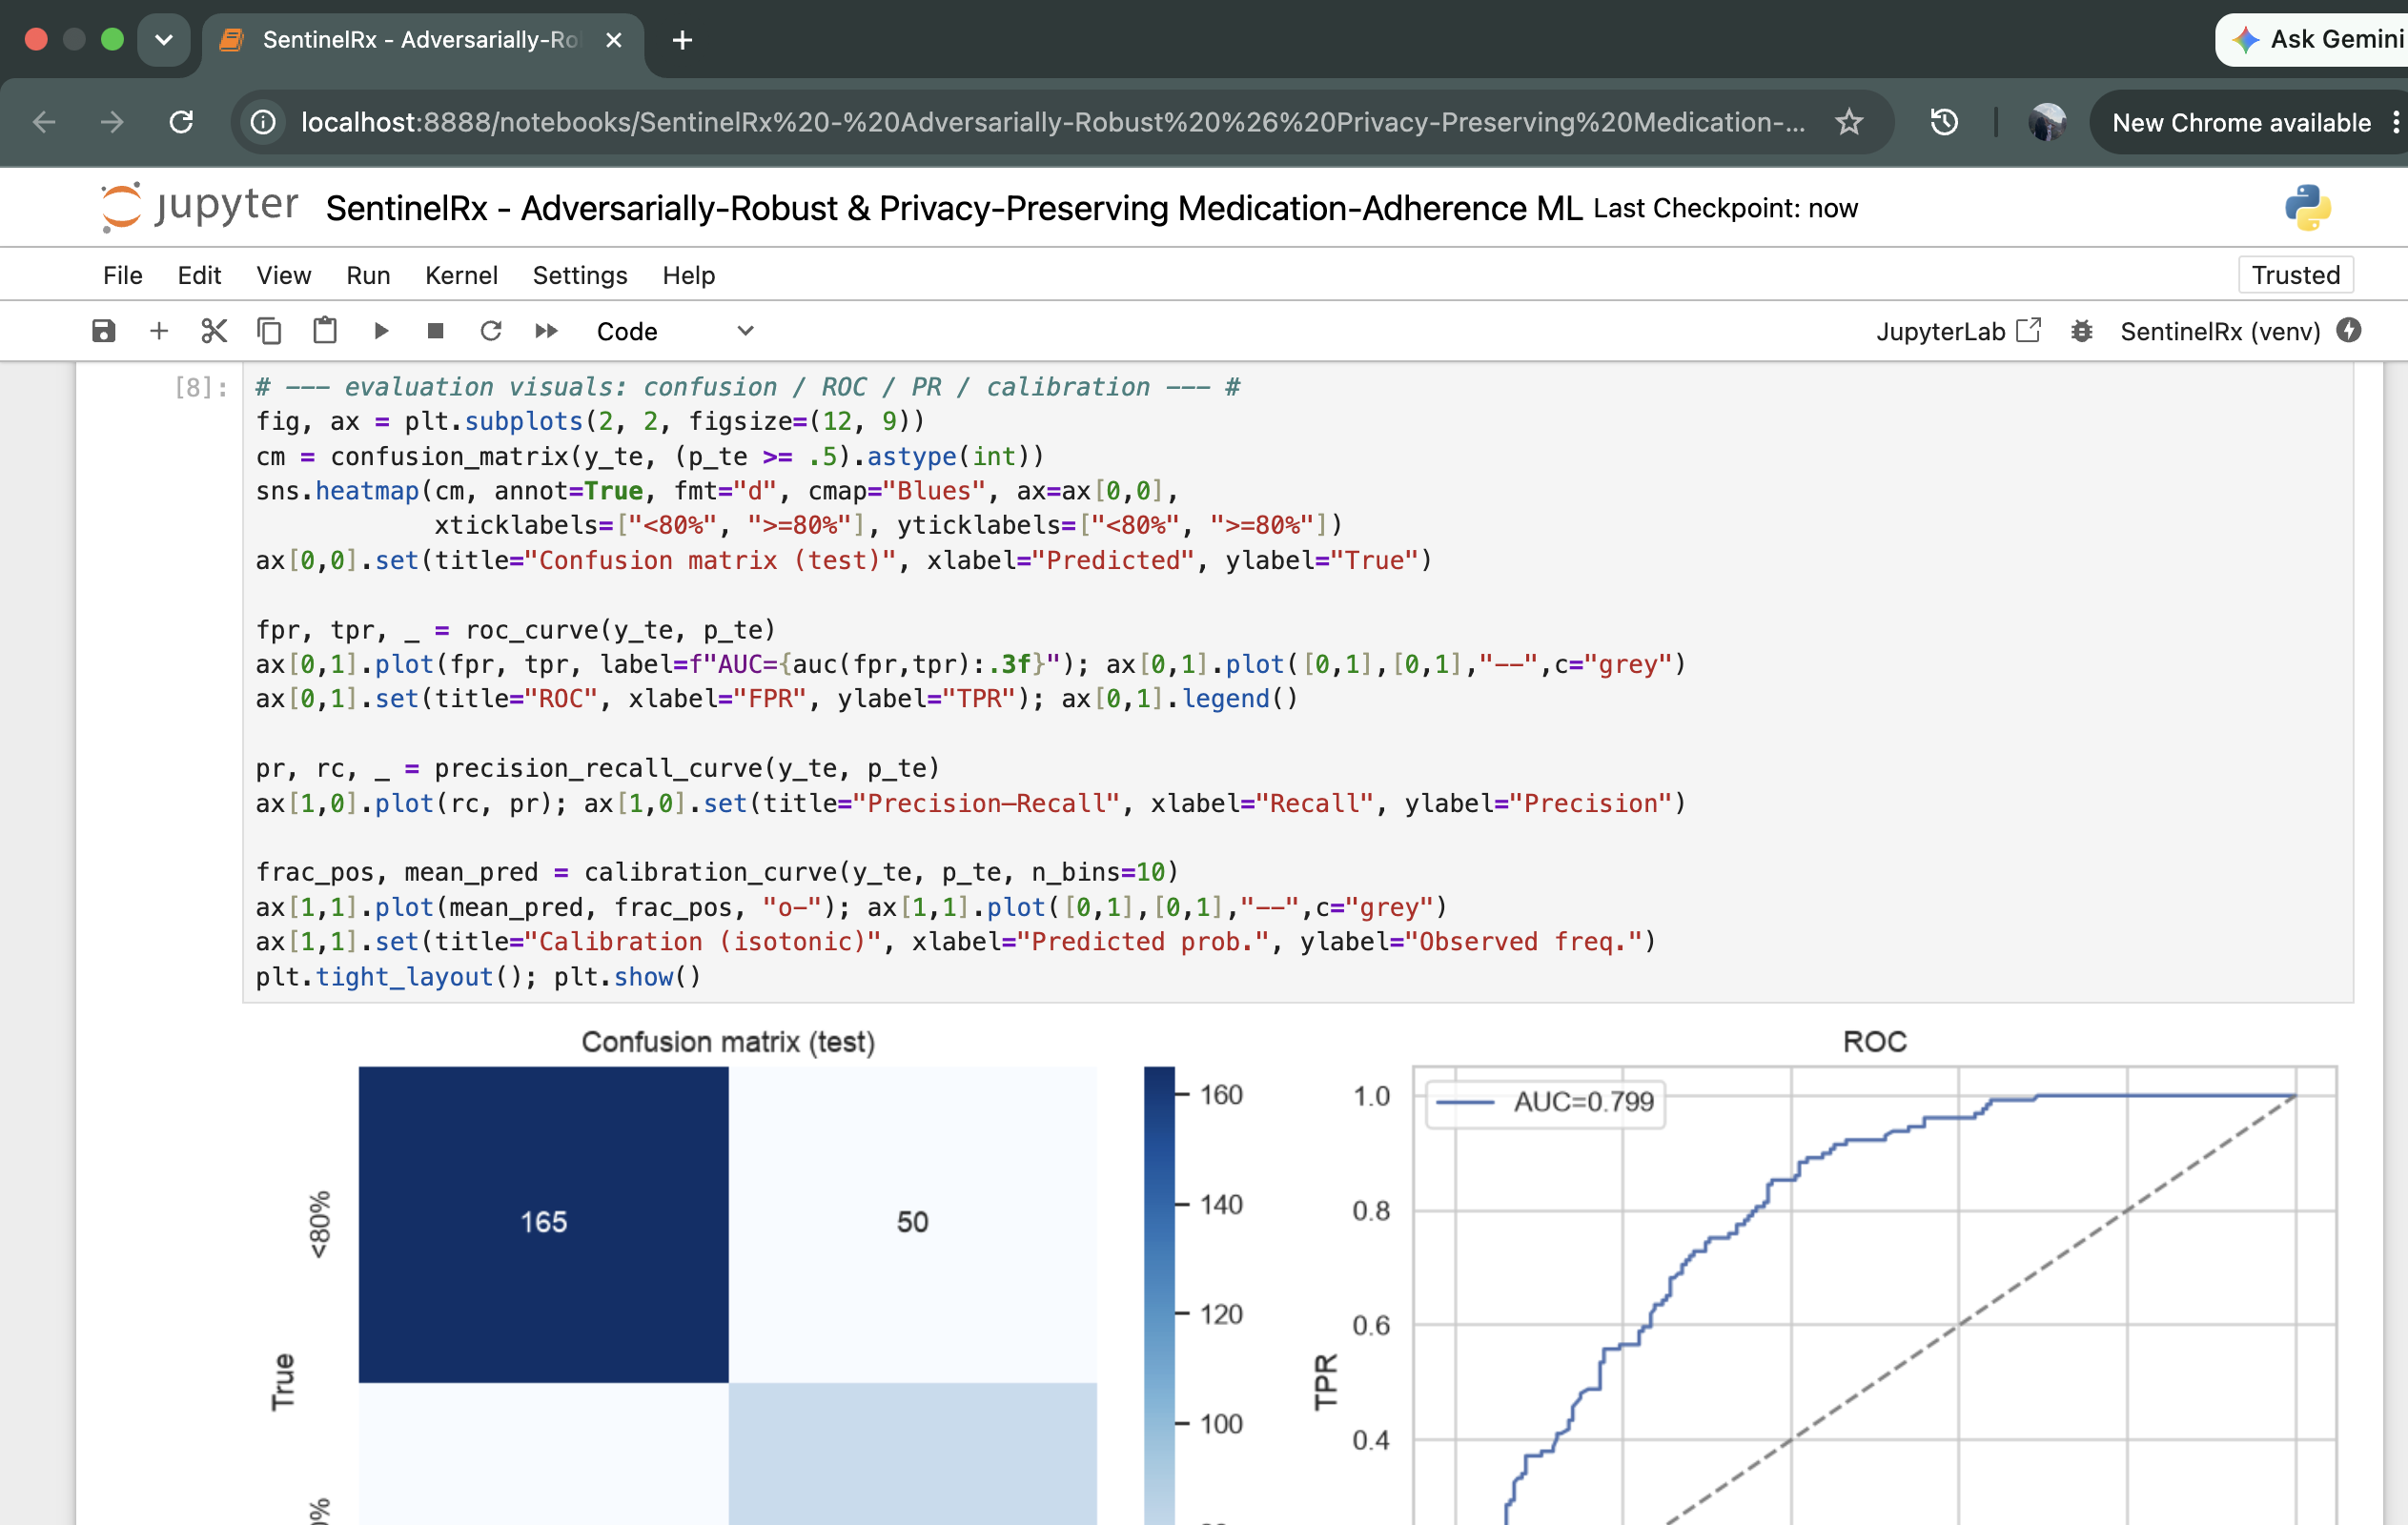 SentinelRx - Adversarially-Ro
Ask Gemini
localhost:8888/notebooks/SentinelRx%20-%20Adversarially-Robust%20%26%20Privacy-Preserving%20Medication-...
New Chrome available
jupyter SentinelRx - Adversarially-Robust & Privacy-Preserving Medication-Adherence ML Last Checkpoint: now
File Edit View Run Kernel Settings Help
Trusted
Code
JupyterLab
SentinelRx (venv)
[8]:
# --- evaluation visuals: confusion / ROC / PR / calibration --- #
fig, ax = plt.subplots(2, 2, figsize=(12, 9))
cm = confusion_matrix(y_te, (p_te >= .5).astype(int))
sns.heatmap(cm, annot=True, fmt="d", cmap="Blues", ax=ax[0,0],
            xticklabels=["<80%", ">=80%"], yticklabels=["<80%", ">=80%"])
ax[0,0].set(title="Confusion matrix (test)", xlabel="Predicted", ylabel="True")
fpr, tpr, _ = roc_curve(y_te, p_te)
ax[0,1].plot(fpr, tpr, label=f"AUC={auc(fpr,tpr):.3f}"); ax[0,1].plot([0,1],[0,1],"--",c="grey")
ax[0,1].set(title="ROC", xlabel="FPR", ylabel="TPR"); ax[0,1].legend()
pr, rc, _ = precision_recall_curve(y_te, p_te)
ax[1,0].plot(rc, pr); ax[1,0].set(title="Precision–Recall", xlabel="Recall", ylabel="Precision")
frac_pos, mean_pred = calibration_curve(y_te, p_te, n_bins=10)
ax[1,1].plot(mean_pred, frac_pos, "o-"); ax[1,1].plot([0,1],[0,1],"--",c="grey")
ax[1,1].set(title="Calibration (isotonic)", xlabel="Predicted prob.", ylabel="Observed freq.")
plt.tight_layout(); plt.show()
Confusion matrix (test)
<80%
165
50
True
160
140
120
100
ROC
AUC=0.799
1.0
0.8
0.6
0.4
TPR